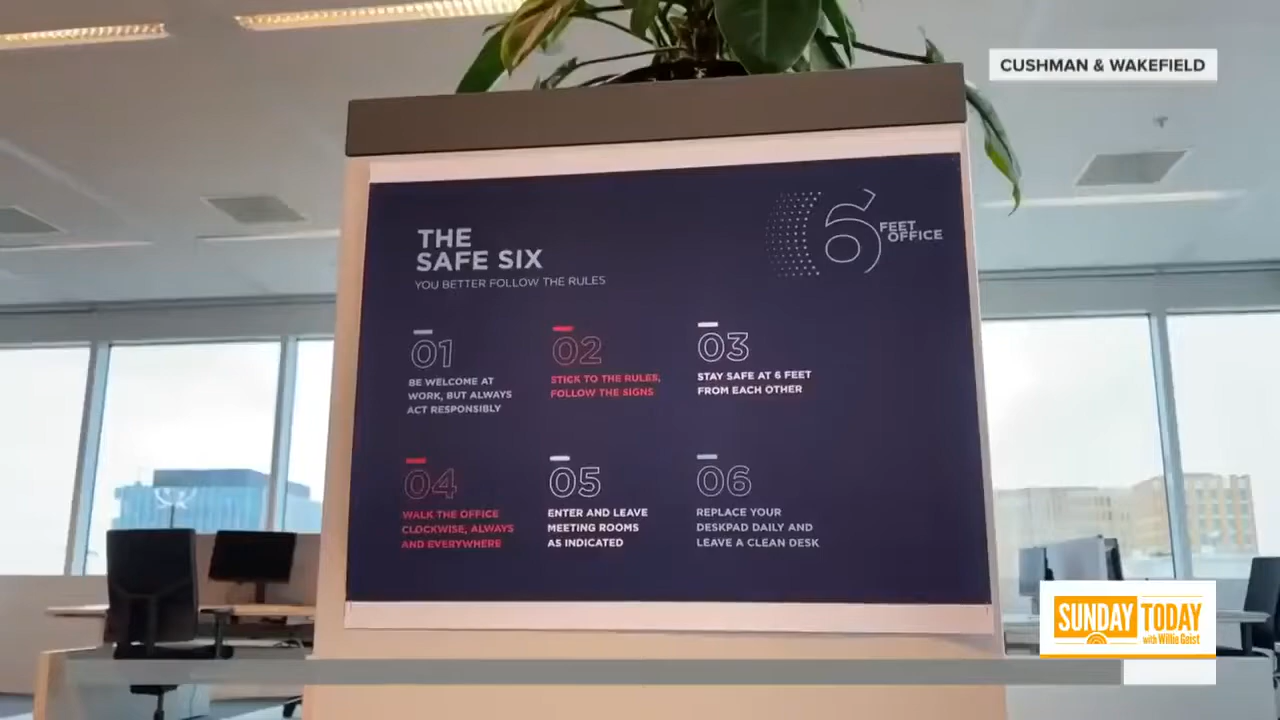 CUSHMAN & WAKEFIELD
THE
SAFE SIX
YOU BETTER FOLLOW THE RULES
6 FEET
OFFICE
01
BE WELCOME AT
WORK, BUT ALWAYS
ACT RESPONSIBLY
02
STICK TO THE RULES,
FOLLOW THE SIGNS
03
STAY SAFE AT 6 FEET
FROM EACH OTHER
04
WALK THE OFFICE
CLOCKWISE, ALWAYS
AND EVERYWHERE
05
ENTER AND LEAVE
MEETING ROOMS
AS INDICATED
06
REPLACE YOUR
DESKPAD DAILY AND
LEAVE A CLEAN DESK
SUNDAY TODAY
with Willie Geist